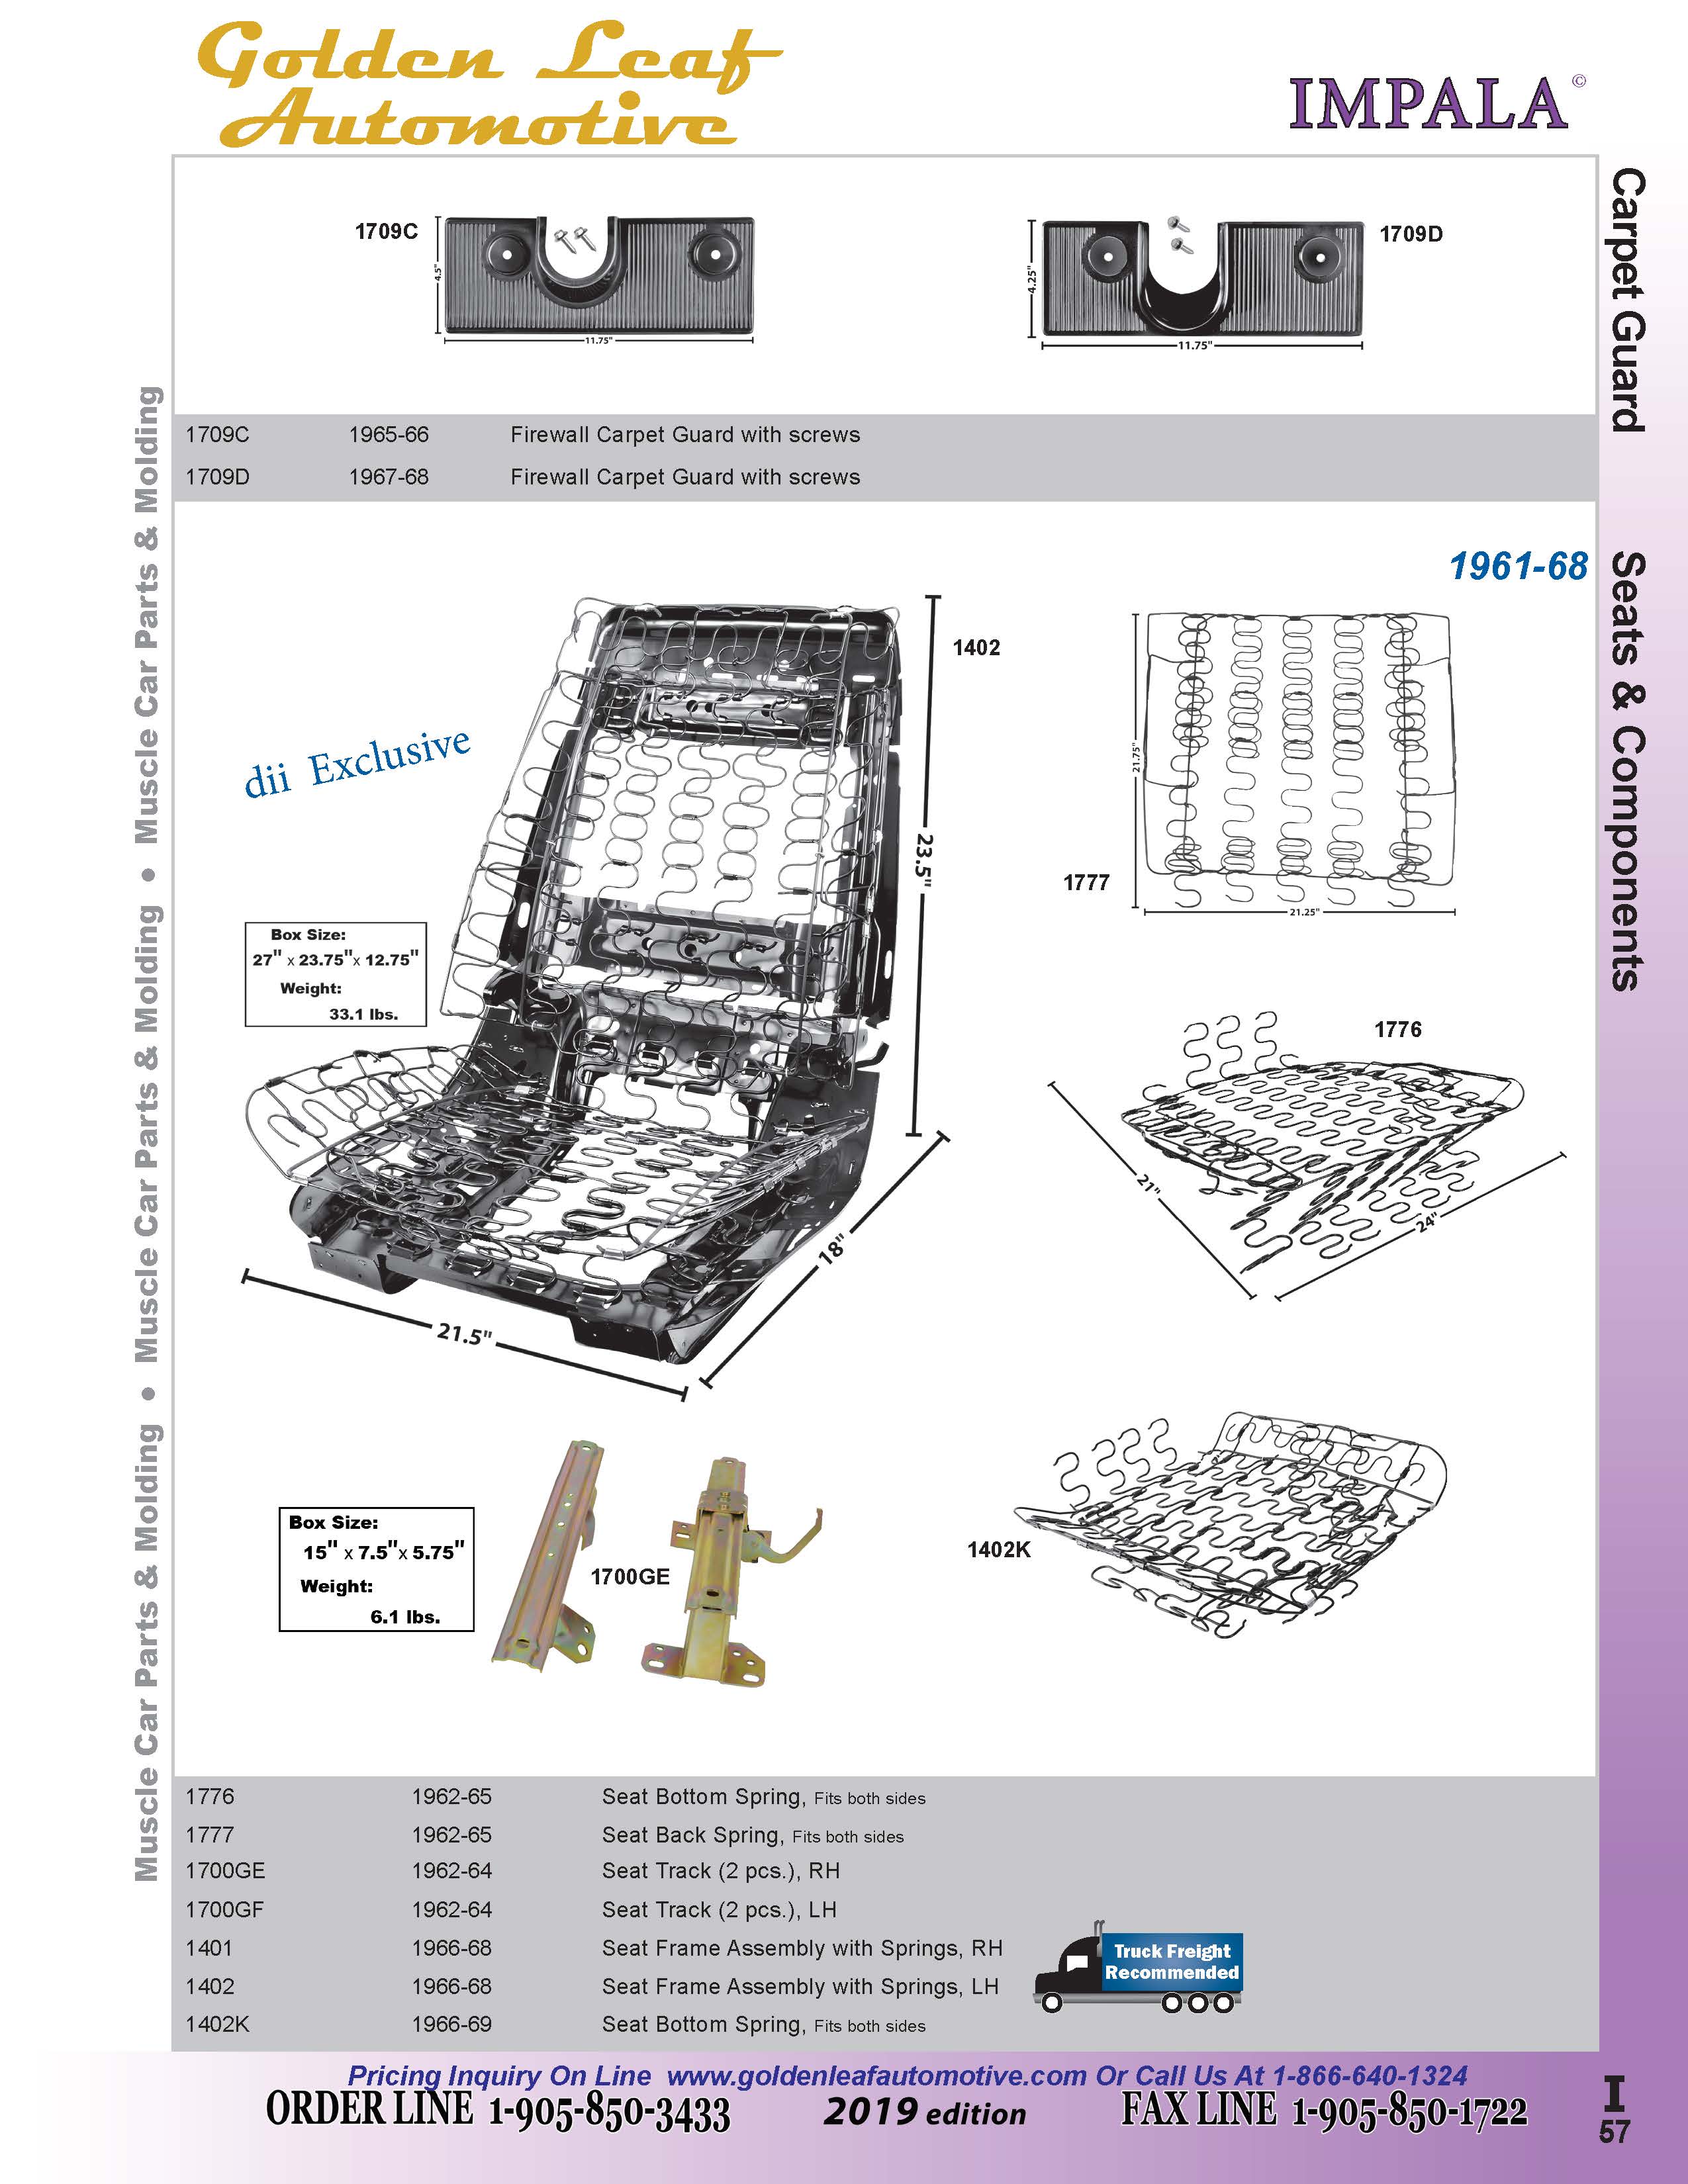 Golden Leaf
Automotive
IMPALA©
1709C
4.5"
11.75"
1709D
4.25"
11.75"
1709C 1965-66 Firewall Carpet Guard with screws
1709D 1967-68 Firewall Carpet Guard with screws
Carpet Guard
Seats & Components
Muscle Car Parts & Molding • Muscle Car Parts & Molding • Muscle Car Parts & Molding
1961-68
dii Exclusive
1402
23.5"
18"
21.5"
Box Size:
27" x 23.75"x 12.75"
Weight:
33.1 lbs.
1777
21.75"
21.25"
1776
21"
24"
Box Size:
15" x 7.5"x 5.75"
Weight:
6.1 lbs.
1700GE
1402K
1776 1962-65 Seat Bottom Spring, Fits both sides
1777 1962-65 Seat Back Spring, Fits both sides
1700GE 1962-64 Seat Track (2 pcs.), RH
1700GF 1962-64 Seat Track (2 pcs.), LH
1401 1966-68 Seat Frame Assembly with Springs, RH
1402 1966-68 Seat Frame Assembly with Springs, LH
1402K 1966-69 Seat Bottom Spring, Fits both sides
Truck Freight
Recommended
Pricing Inquiry On Line www.goldenleafautomotive.com Or Call Us At 1-866-640-1324
ORDER LINE 1-905-850-3433 2019 edition FAX LINE 1-905-850-1722
I
57